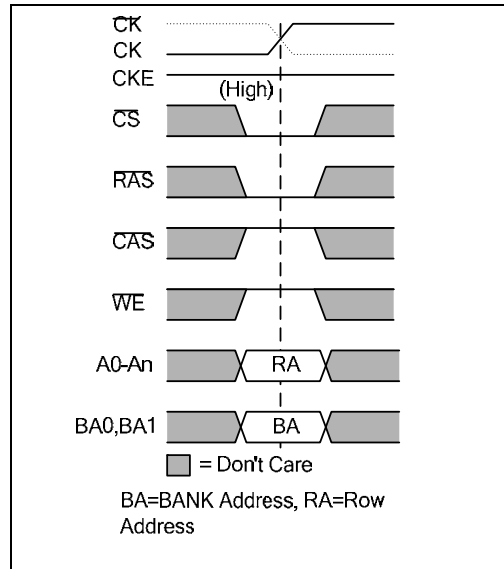 CK
CK
CKE
(High)
CS
RAS
CAS
WE
A0-An
RA
BA0,BA1
BA
= Don't Care
BA=BANK Address, RA=Row
Address